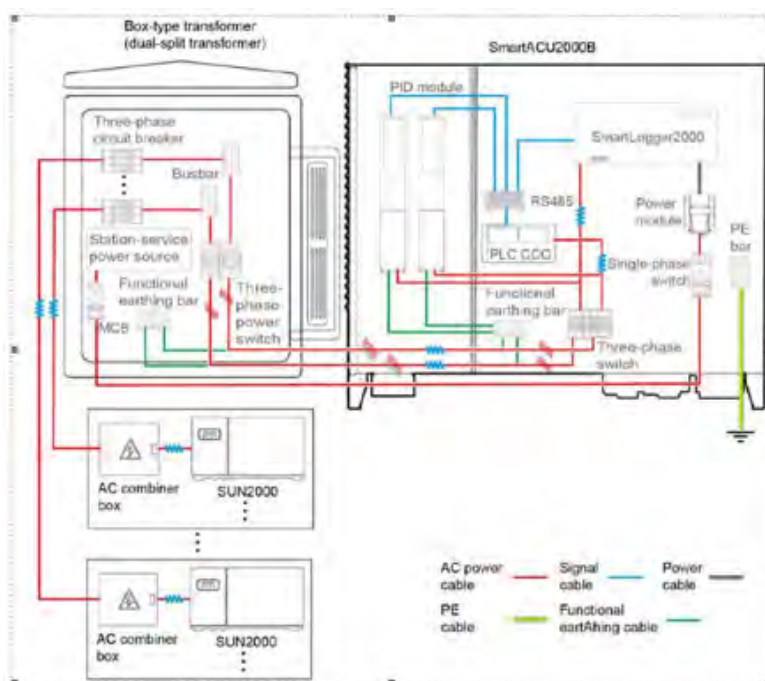 Box-type transformer
(dual-split transformer)
Three-phase
circuit breaker
Busbar
Station-service
power source
Functional
earthing bar
MCB
Three-
phase
power
switch
SmartACU2000B
PID module
SmartLogger2000
RS485
PLC CCO
Power
module
PE
bar
Single-phase
switch
Functional
earthing bar
Three-phase
switch
AC combiner
box
SUN2000
AC combiner
box
SUN2000
AC power
cable
Signal
cable
Power
cable
PE
cable
Functional
eartAhing cable